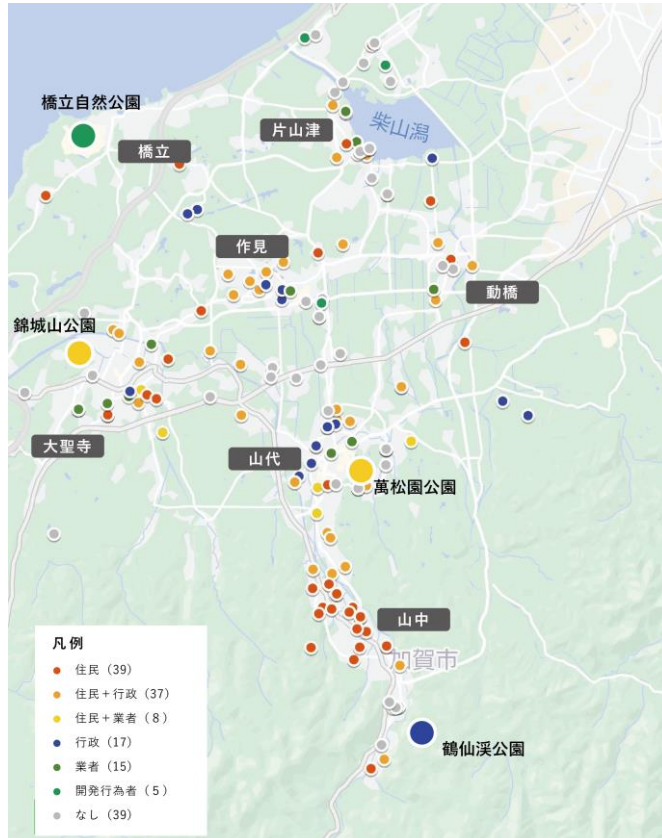 橋立自然公園
橋立
片山津
柴山潟
作見
動橋
錦城山公園
大聖寺
山代
萬松園公園
山中
加賀市
鶴仙渓公園
凡例
住民（39）
住民＋行政（37）
住民＋業者（8）
行政（17）
業者（15）
開発行為者（5）
なし（39）